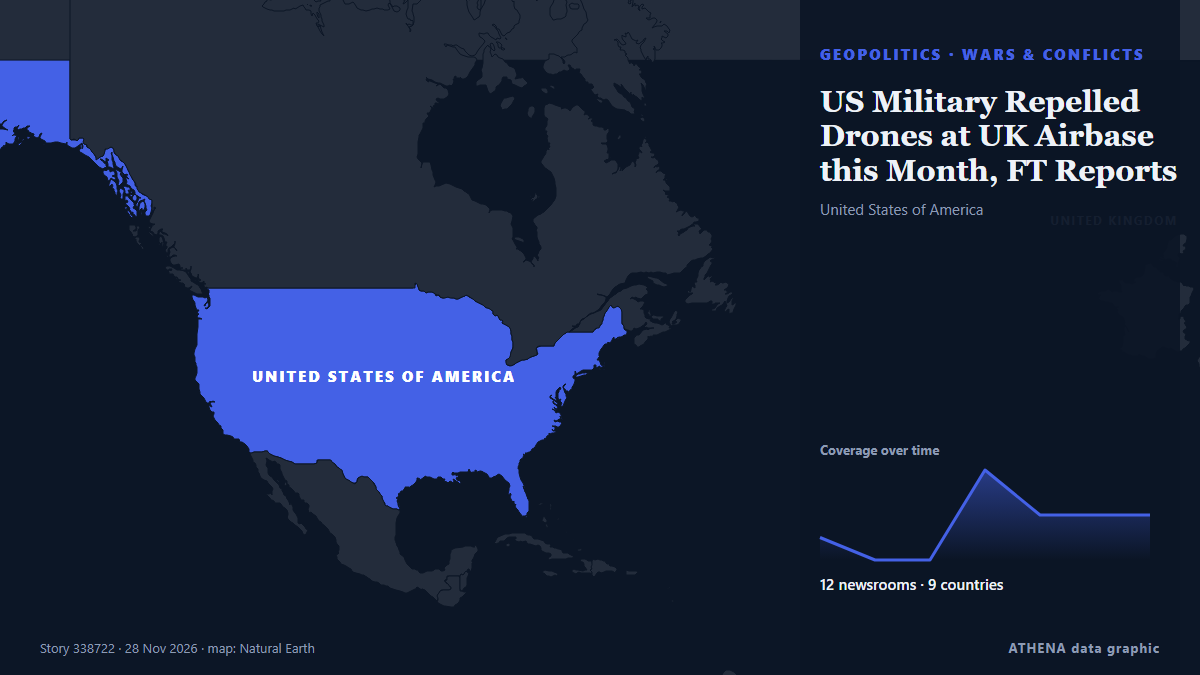 GEOPOLITICS · WARS & CONFLICTS
US Military Repelled
Drones at UK Airbase
this Month, FT Reports
United States of America
UNITED KINGDOM
UNITED STATES OF AMERICA
Coverage over time
12 newsrooms · 9 countries
Story 338722 · 28 Nov 2026 · map: Natural Earth
ATHENA data graphic